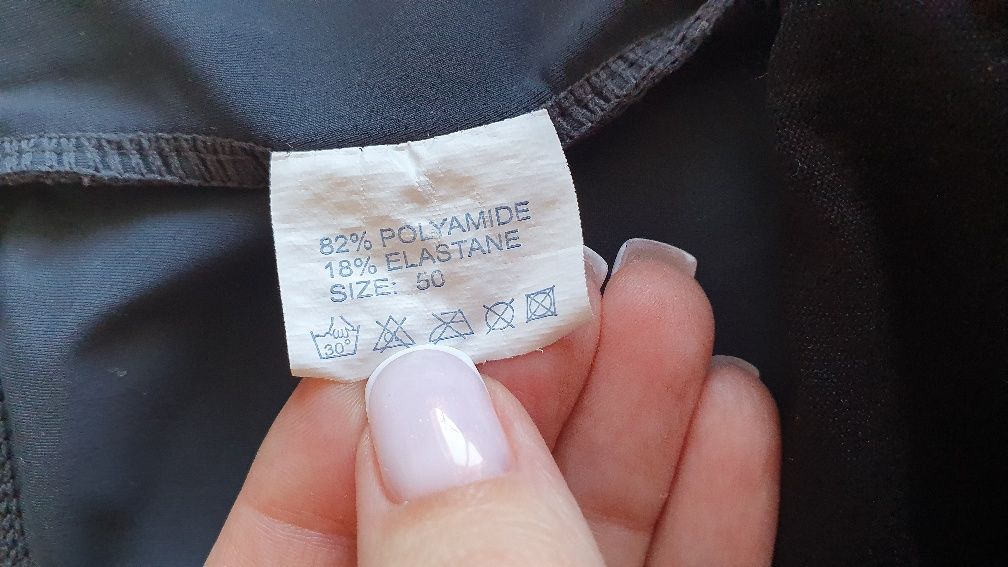 82% POLYAMIDE
18% ELASTANE
SIZE: 50
30°